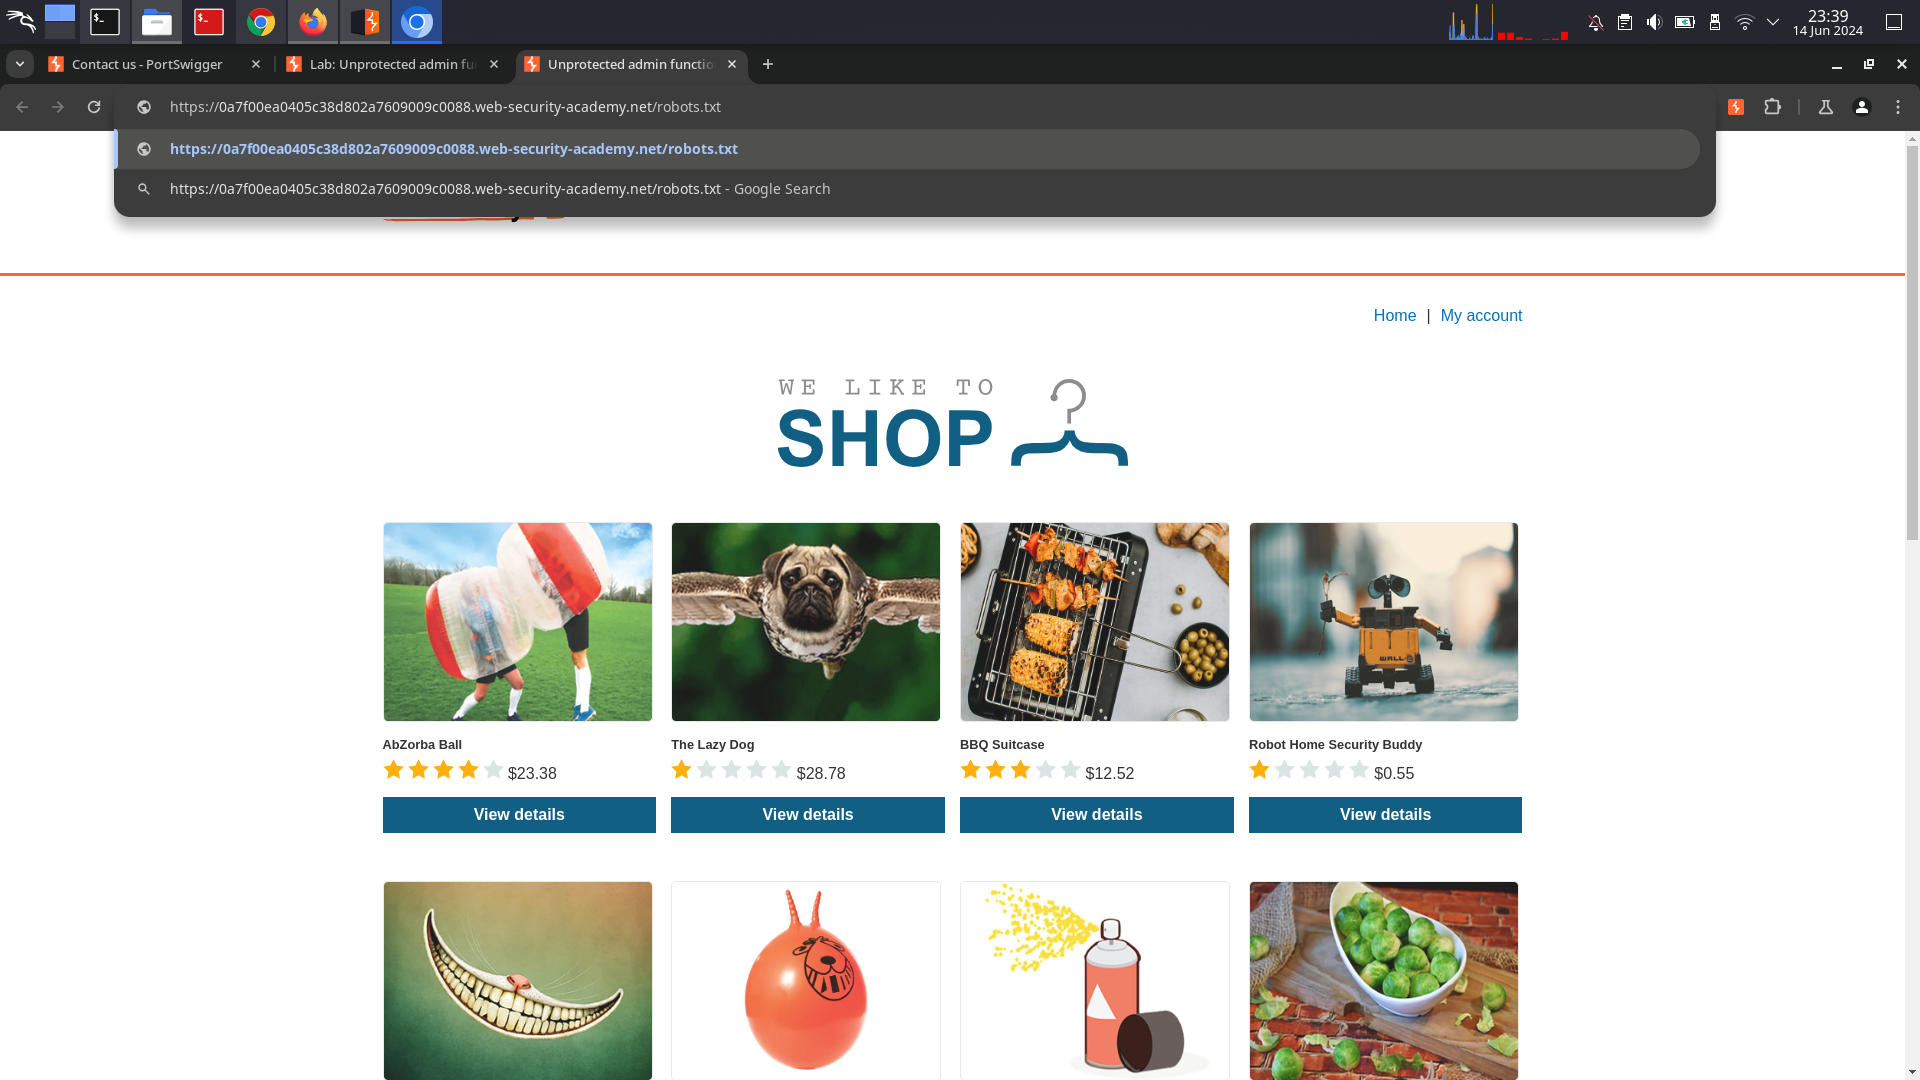 23:39
14 Jun 2024
Contact us - PortSwigger
Lab: Unprotected admin fu
Unprotected admin functio
https://0a7f00ea0405c38d802a7609009c0088.web-security-academy.net/robots.txt
https://0a7f00ea0405c38d802a7609009c0088.web-security-academy.net/robots.txt
https://0a7f00ea0405c38d802a7609009c0088.web-security-academy.net/robots.txt - Google Search
Home | My account
WE LIKE TO
SHOP
WALL·E
AbZorba Ball
The Lazy Dog
BBQ Suitcase
Robot Home Security Buddy
$23.38
$28.78
$12.52
$0.55
View details
View details
View details
View details